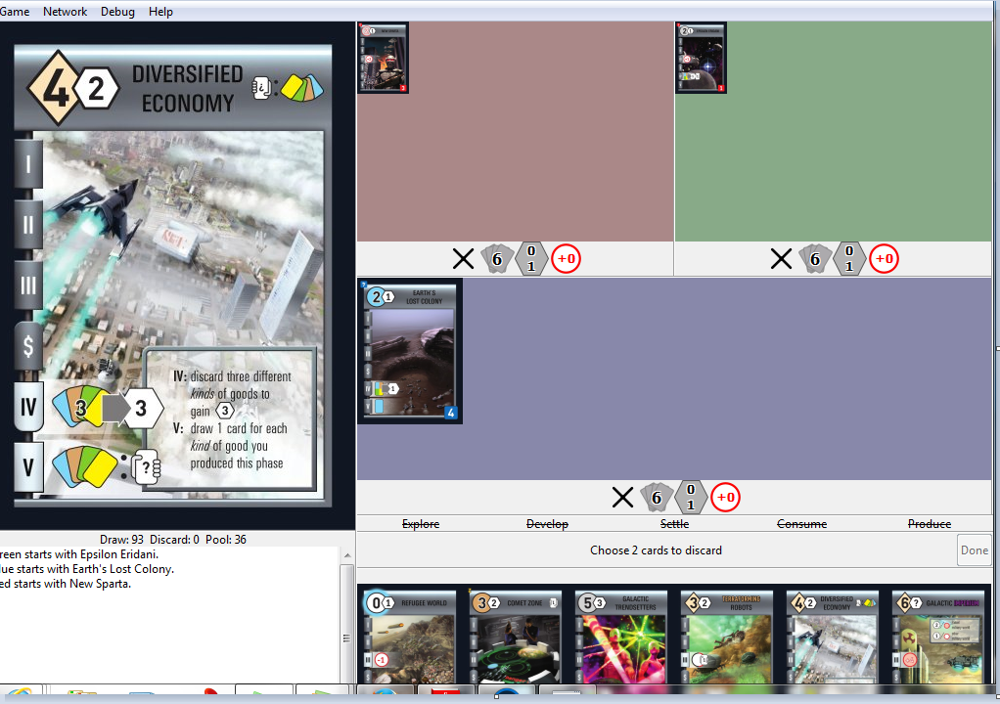 Game Network Debug Help
4 2 DIVERSIFIED
ECONOMY
I
II
III
$
IV
V
3 3
IV: discard three different
kinds of goods to
gain 3
V: draw 1 card for each
kind of good you
produced this phase
?
Draw: 93 Discard: 0 Pool: 36
reen starts with Epsilon Eridani.
lue starts with Earth's Lost Colony.
ed starts with New Sparta.
6 0 1 +0
6 0 1 +0
2 1 EARTH'S
LOST COLONY
1
4
6 0 1 +0
Explore Develop Settle Consume Produce
Choose 2 cards to discard
Done
0 1 REFUGEE WORLD
-1
3 2 COMET ZONE
5 3 GALACTIC
TRENDSETTERS
3 2 TERRAFORMING
ROBOTS
4 2 DIVERSIFIED
ECONOMY
6 ? GALACTIC IMPERIUM